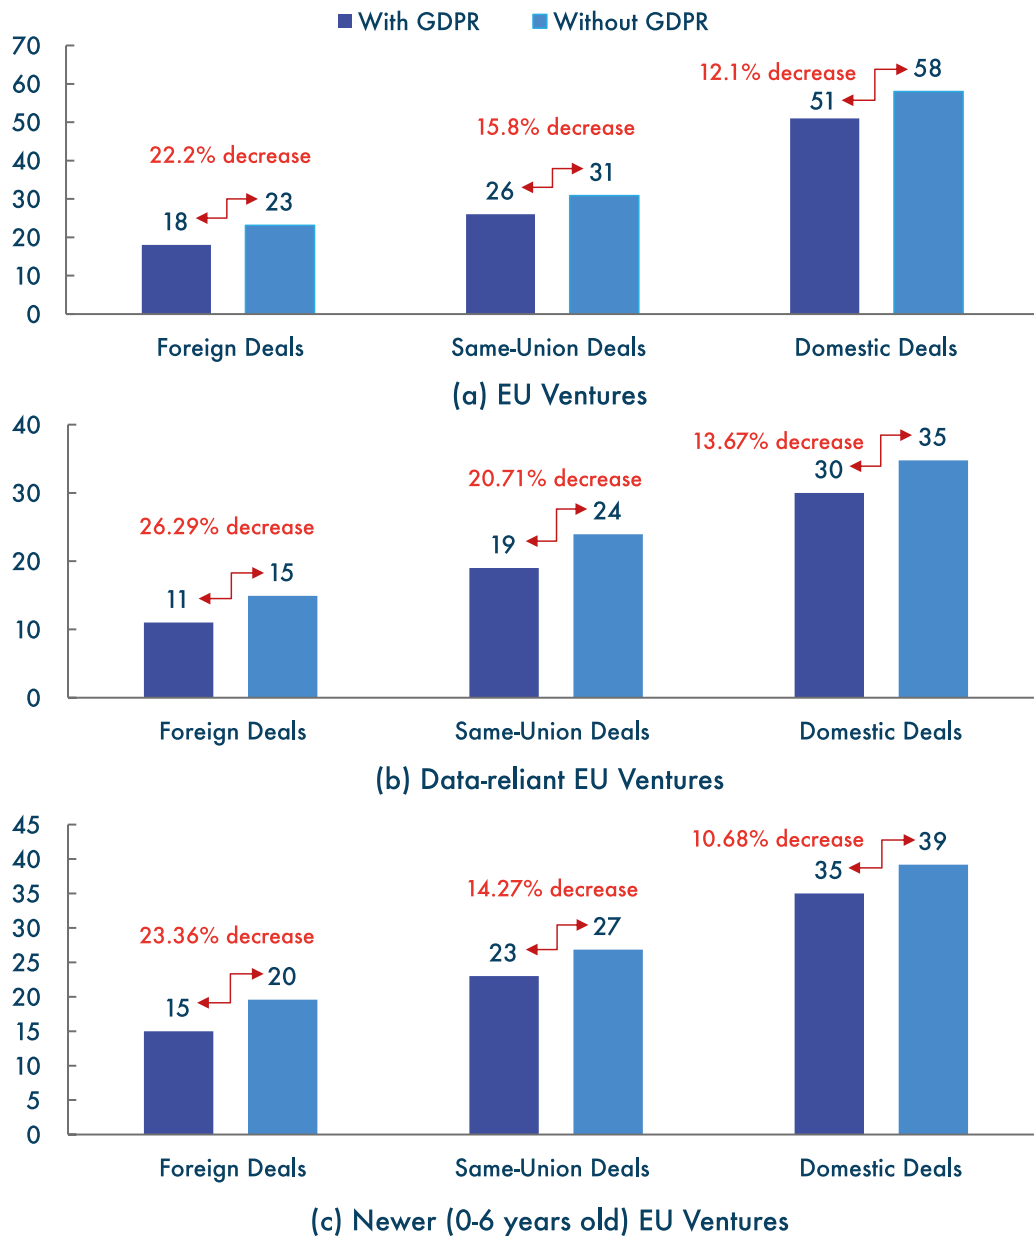 With GDPR Without GDPR
70
60
50
40
30
20
10
0
22.2% decrease
18 23
15.8% decrease
26 31
12.1% decrease
51 58
Foreign Deals Same-Union Deals Domestic Deals
(a) EU Ventures
40
30
20
10
0
26.29% decrease
11 15
20.71% decrease
19 24
13.67% decrease
30 35
Foreign Deals Same-Union Deals Domestic Deals
(b) Data-reliant EU Ventures
45
40
35
30
25
20
15
10
5
0
23.36% decrease
15 20
14.27% decrease
23 27
10.68% decrease
35 39
Foreign Deals Same-Union Deals Domestic Deals
(c) Newer (0-6 years old) EU Ventures